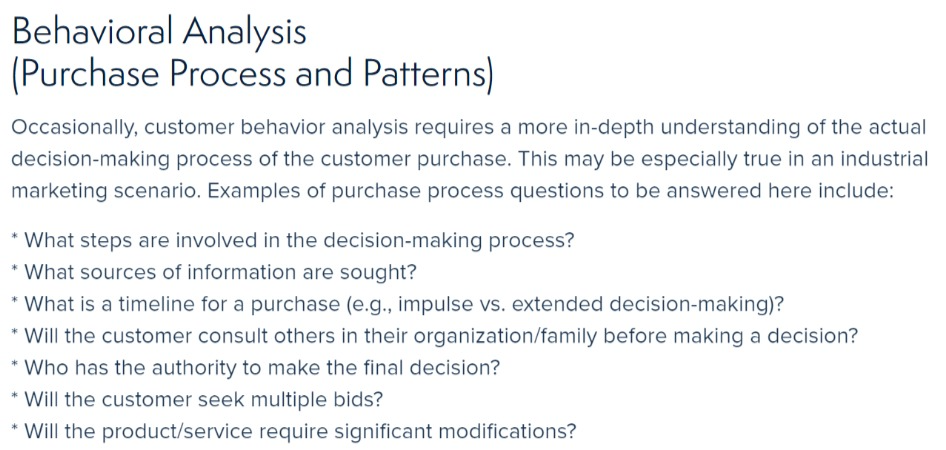 Behavioral Analysis
(Purchase Process and Patterns)
Occasionally, customer behavior analysis requires a more in-depth understanding of the actual
decision-making process of the customer purchase. This may be especially true in an industrial
marketing scenario. Examples of purchase process questions to be answered here include:
* What steps are involved in the decision-making process?
* What sources of information are sought?
* What is a timeline for a purchase (e.g., impulse vs. extended decision-making)?
* Will the customer consult others in their organization/family before making a decision?
* Who has the authority to make the final decision?
* Will the customer seek multiple bids?
* Will the product/service require significant modifications?